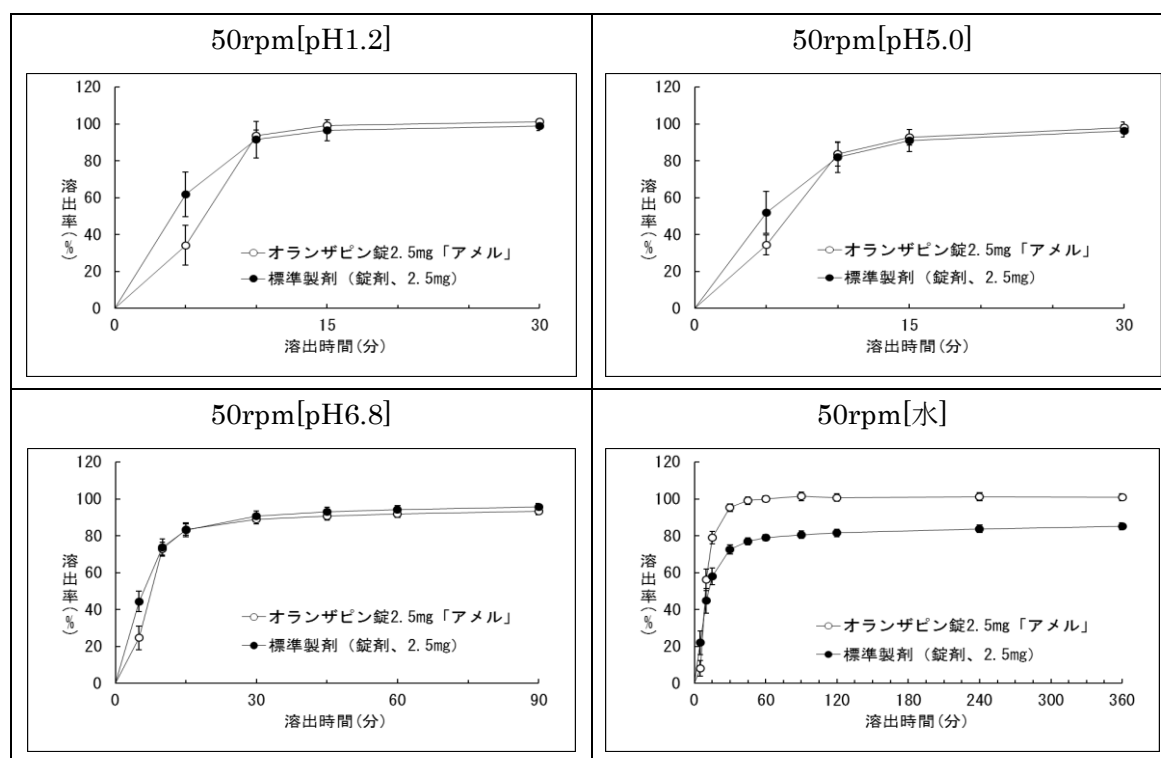 50rpm[pH1.2]
120
100
80
60
40
20
0
溶出率(%)
オランザピン錠2.5mg「アメル」
標準製剤（錠剤、2.5mg）
0 15 30
溶出時間(分)
50rpm[pH5.0]
120
100
80
60
40
20
0
溶出率(%)
オランザピン錠2.5mg「アメル」
標準製剤（錠剤、2.5mg）
0 15 30
溶出時間(分)
50rpm[pH6.8]
120
100
80
60
40
20
0
溶出率(%)
オランザピン錠2.5mg「アメル」
標準製剤（錠剤、2.5mg）
0 30 60 90
溶出時間(分)
50rpm[水]
120
100
80
60
40
20
0
溶出率(%)
オランザピン錠2.5mg「アメル」
標準製剤（錠剤、2.5mg）
0 60 120 180 240 300 360
溶出時間(分)